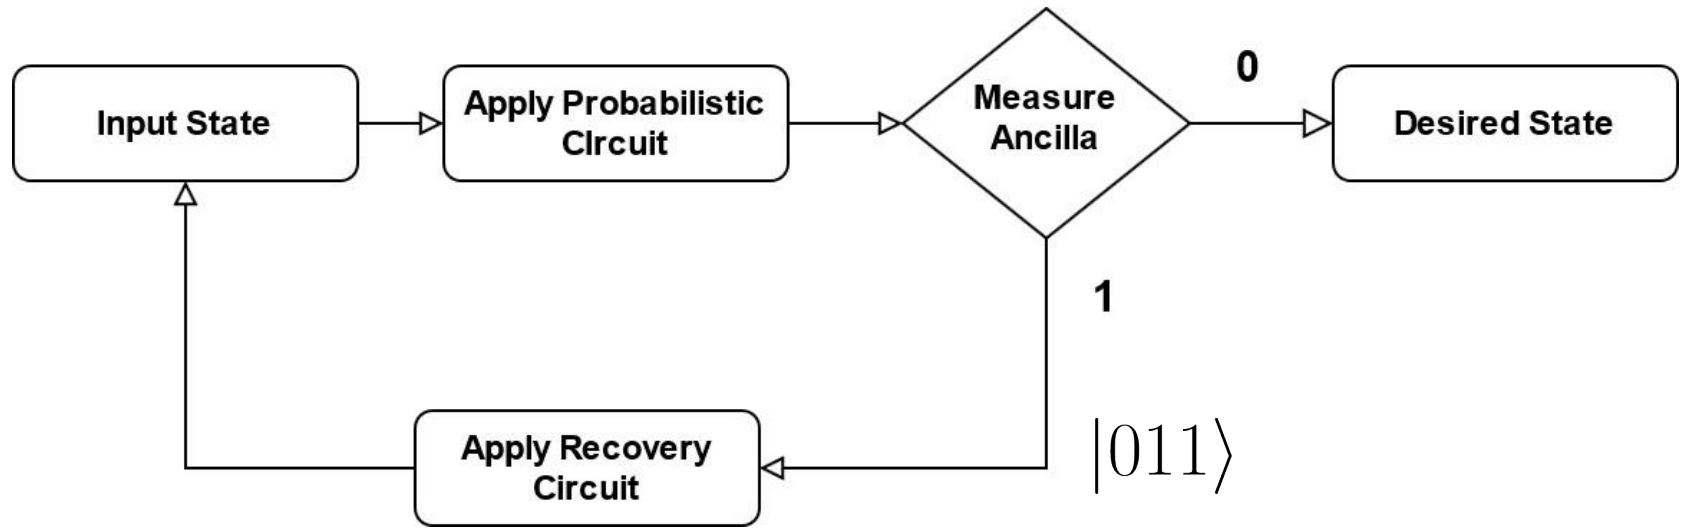 Input State
Apply Probabilistic
CIrcuit
Measure
Ancilla
0
Desired State
1
Apply Recovery
Circuit
|011⟩